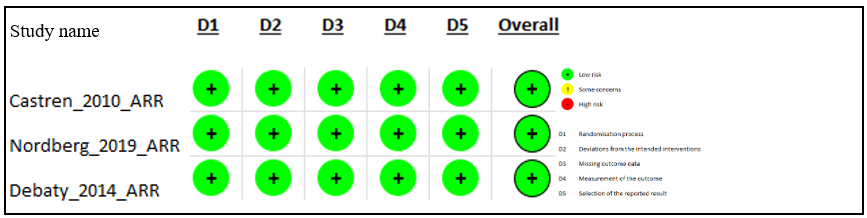 Study name D1 D2 D3 D4 D5 Overall
Castren_2010_ARR + + + + + +
Nordberg_2019_ARR + + + + + +
Debaty_2014_ARR + + + + + +
+ Low risk
! Some concerns
- High risk
D1 Randomisation process
D2 Deviations from the intended interventions
D3 Missing outcome data
D4 Measurement of the outcome
D5 Selection of the reported result